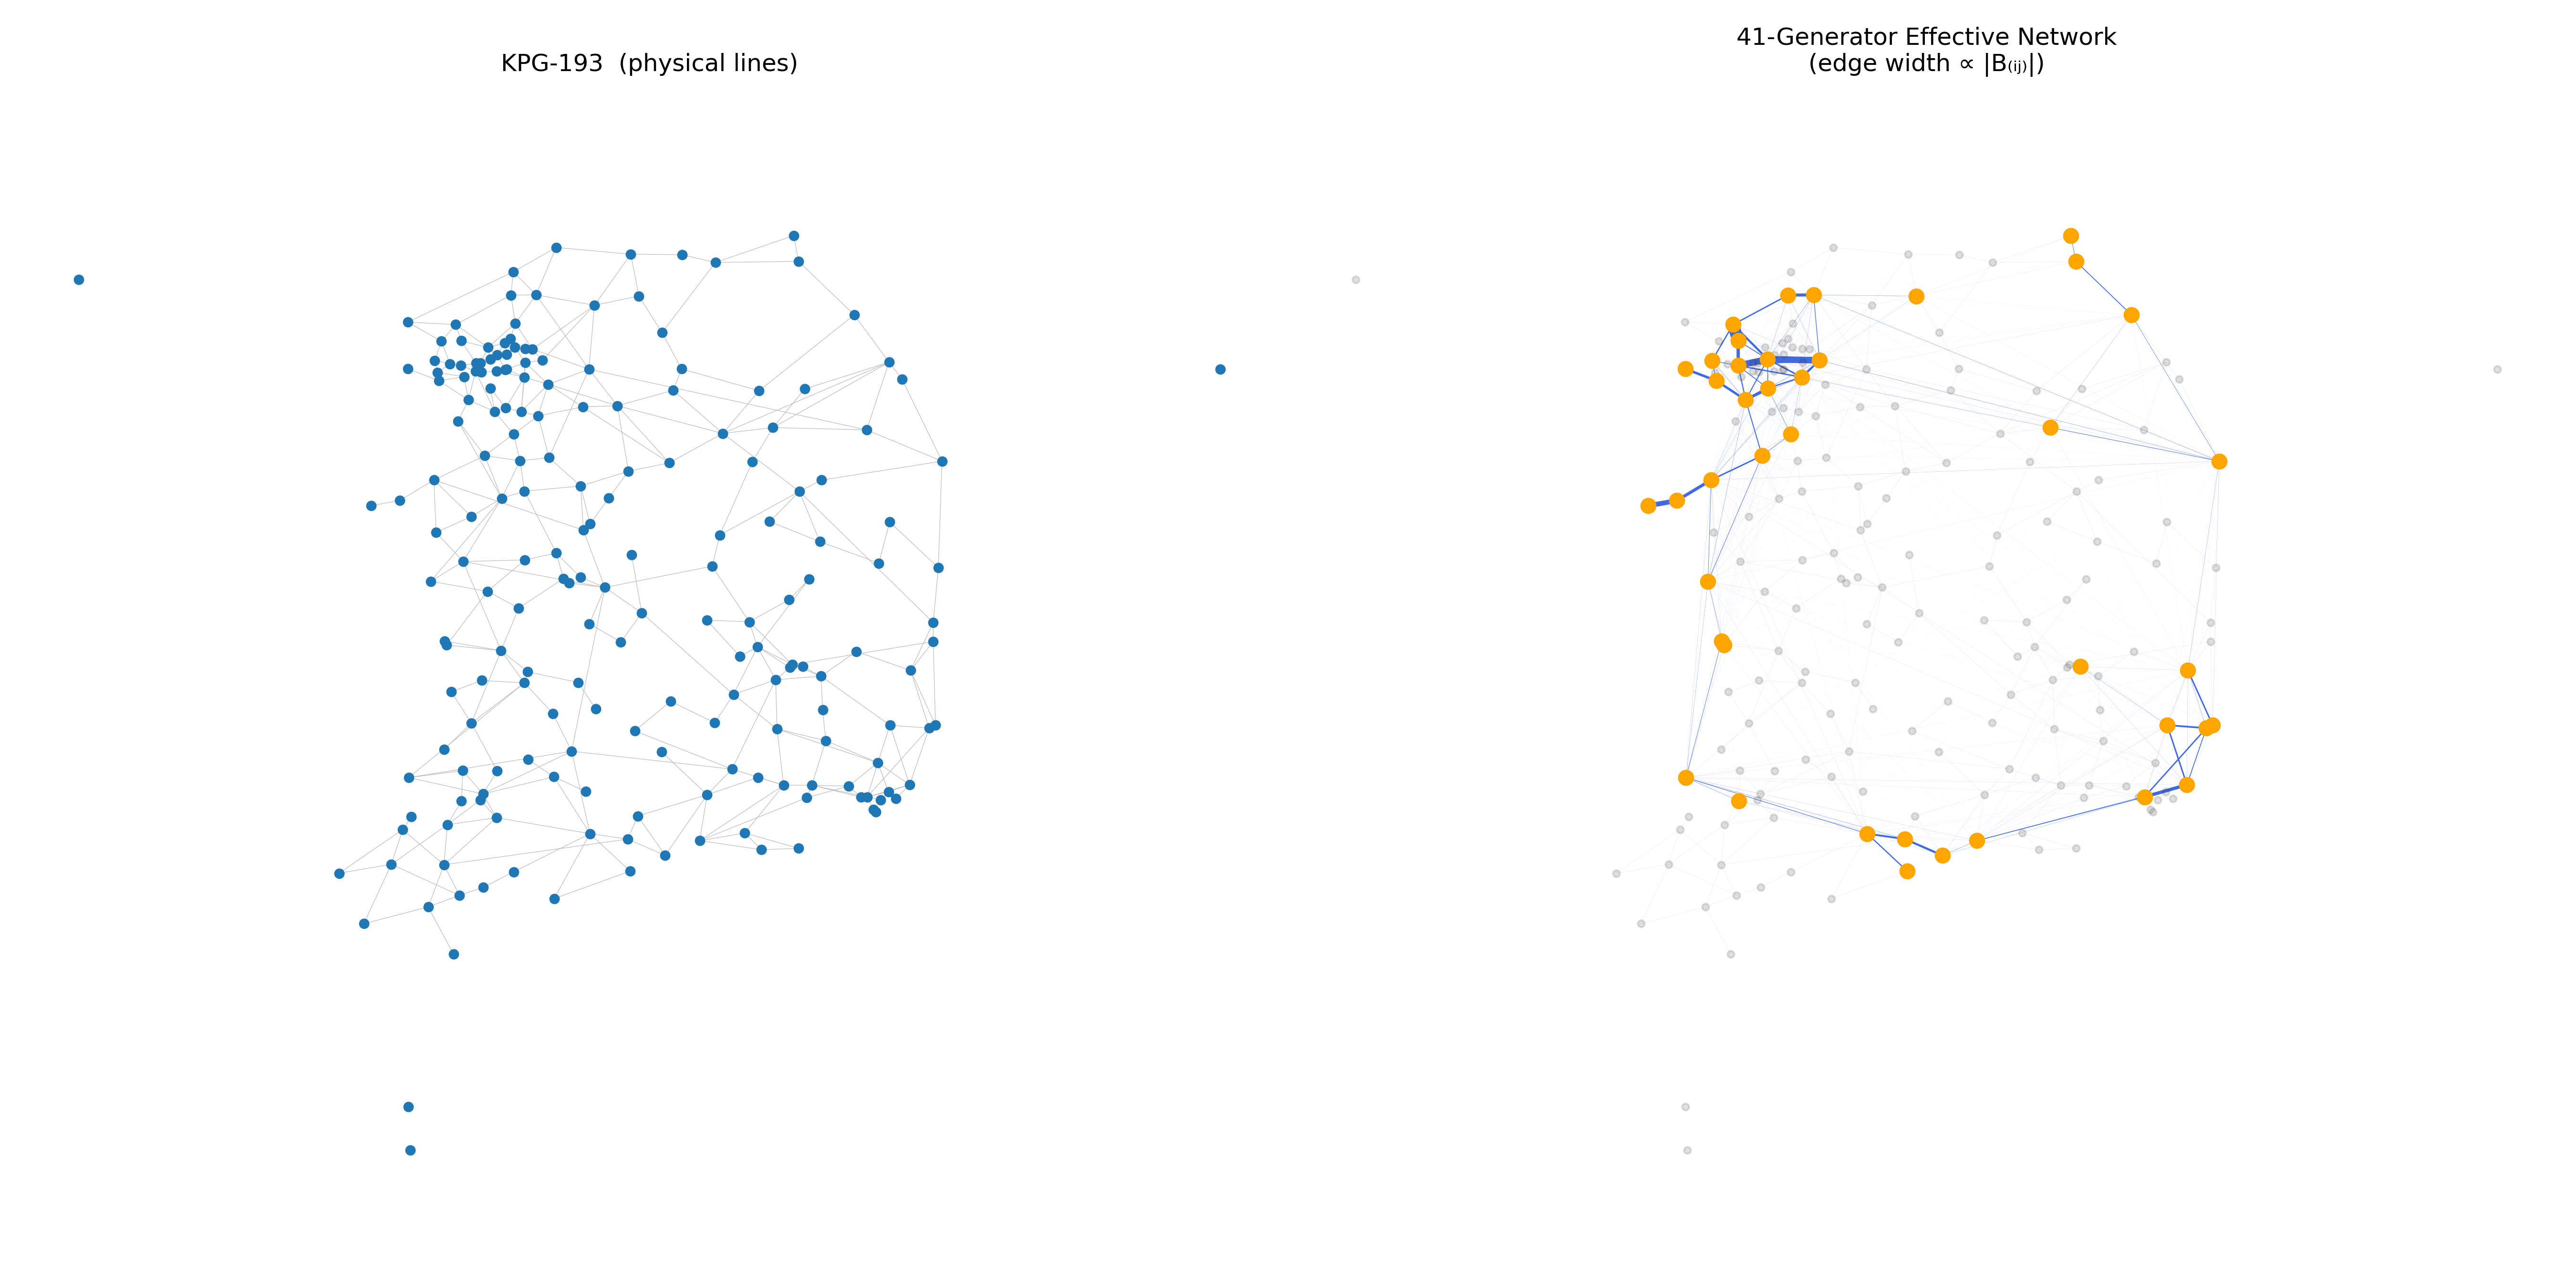 KPG-193  (physical lines)
41-Generator Effective Network
(edge width ∝ |B₍ᵢⱼ₎|)